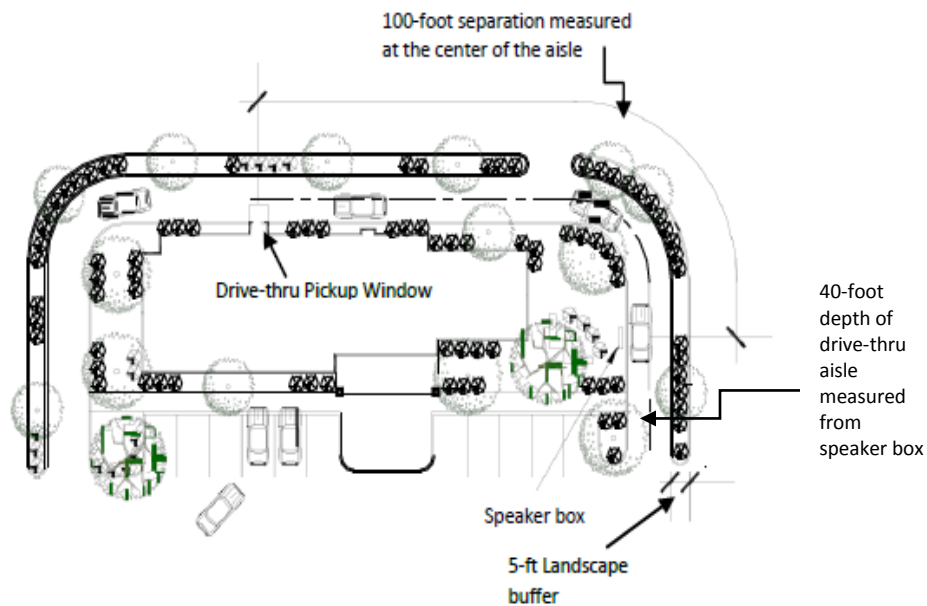 100-foot separation measured
at the center of the aisle
Drive-thru Pickup Window
40-foot
depth of
drive-thru
aisle
measured
from
speaker box
Speaker box
5-ft Landscape
buffer